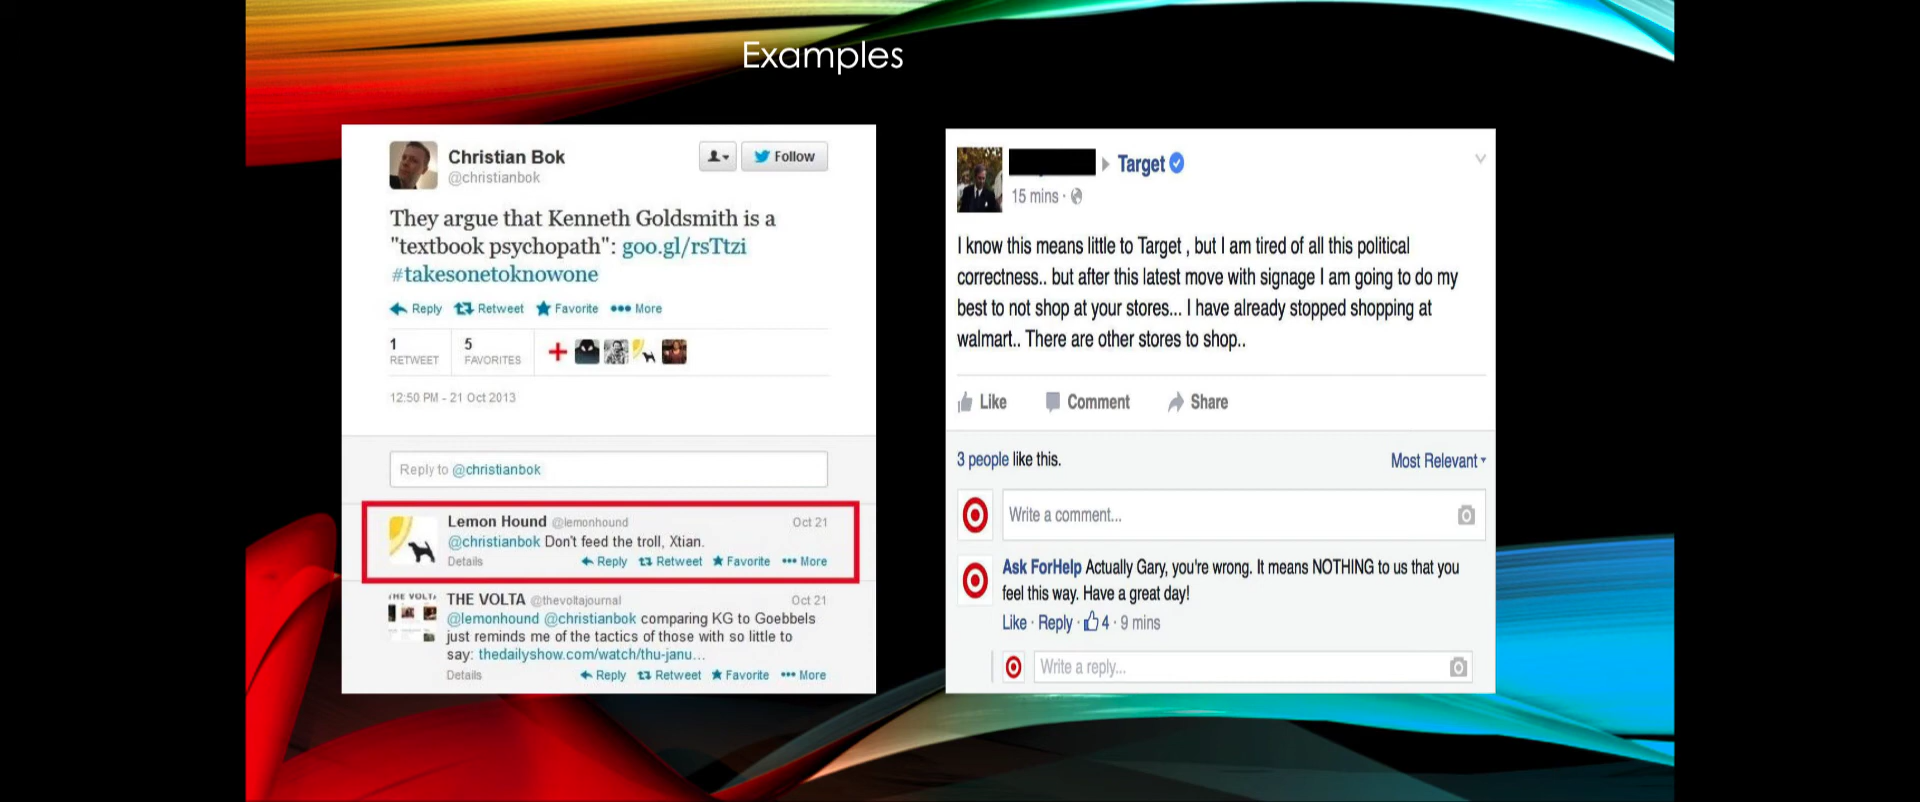 Examples
Christian Bok
@christianbok
Follow
They argue that Kenneth Goldsmith is a
"textbook psychopath": goo.gl/rsTtzi
#takesonetoknowone
Reply Retweet Favorite More
1 RETWEET 5 FAVORITES
12:50 PM - 21 Oct 2013
Reply to @christianbok
Lemon Hound @lemonhound Oct 21
@christianbok Don't feed the troll, Xtian.
Details Reply Retweet Favorite More
THE VOLTA
THE VOLTA @thevoltajournal Oct 21
@lemonhound @christianbok comparing KG to Goebbels
just reminds me of the tactics of those with so little to
say: thedailyshow.com/watch/thu-janu...
Details Reply Retweet Favorite More
Target
15 mins ·
I know this means little to Target , but I am tired of all this political
correctness.. but after this latest move with signage I am going to do my
best to not shop at your stores... I have already stopped shopping at
walmart.. There are other stores to shop..
Like Comment Share
3 people like this. Most Relevant
Write a comment...
Ask ForHelp Actually Gary, you're wrong. It means NOTHING to us that you
feel this way. Have a great day!
Like · Reply · 4 · 9 mins
Write a reply...